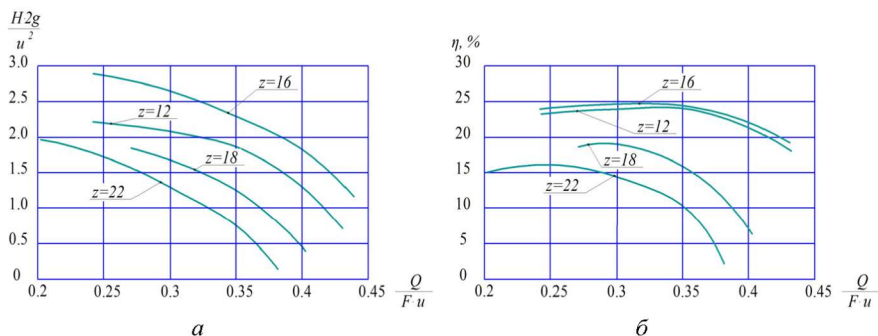 H2g
u²
3.0
2.5
2.0
1.5
1.0
0.5
0
0.2 0.25 0.3 0.35 0.4 0.45
Q
F·u
z=16
z=12
z=18
z=22
а
η, %
30
25
20
15
10
5
0
0.2 0.25 0.3 0.35 0.4 0.45
Q
F·u
z=16
z=12
z=18
z=22
б